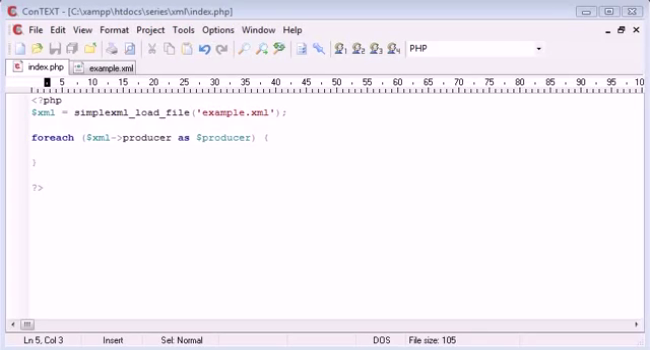 ConTEXT - [C:\xampp\htdocs\series\xml\index.php]
File Edit View Format Project Tools Options Window Help
PHP
index.php example.xml
5 10 15 20 25 30 35 40 45 50 55 60 65 70 75 80 85 90 95 10
<?php
$xml = simplexml_load_file('example.xml');
foreach ($xml->producer as $producer) {
}
?>
Ln 5, Col 3 Insert Sel: Normal DOS File size: 105